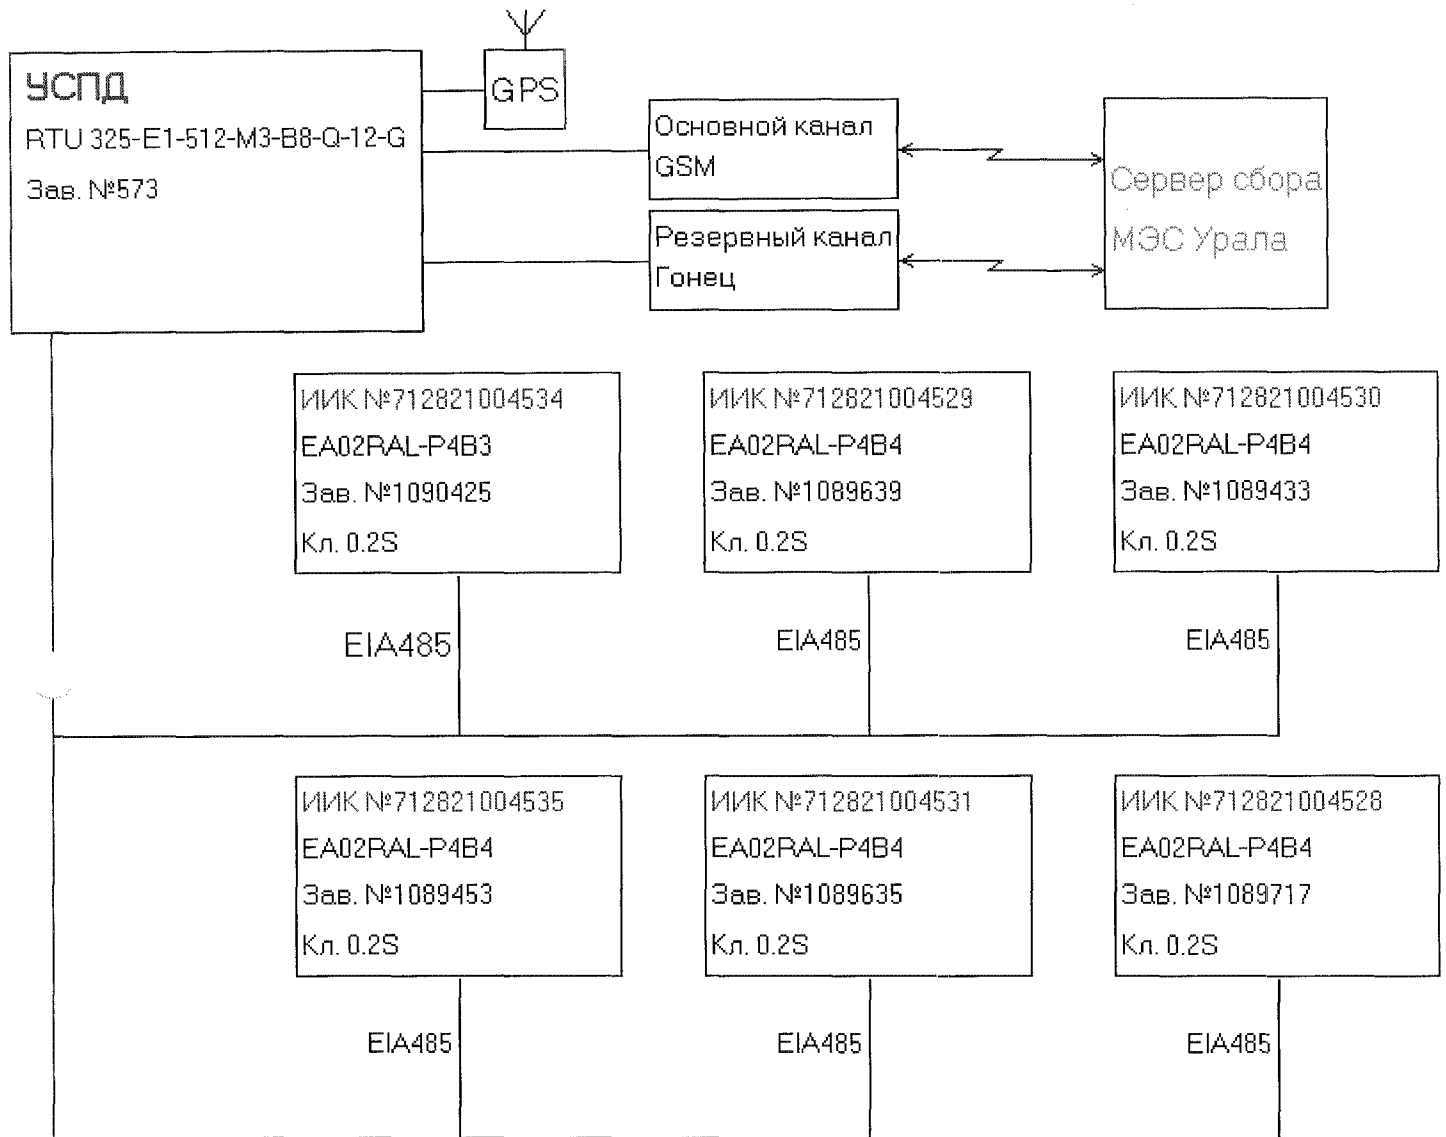 УСПД
RTU 325-E1-512-M3-B8-Q-12-G
Зав. №573
GPS
Основной канал
GSM
Резервный канал
Гонец
Сервер сбора
МЭС Урала
ИИК №712821004534
EA02RAL-P4B3
Зав. №1090425
Кл. 0.2S
EIA485
ИИК №712821004529
EA02RAL-P4B4
Зав. №1089639
Кл. 0.2S
EIA485
ИИК №712821004530
EA02RAL-P4B4
Зав. №1089433
Кл. 0.2S
EIA485
ИИК №712821004535
EA02RAL-P4B4
Зав. №1089453
Кл. 0.2S
EIA485
ИИК №712821004531
EA02RAL-P4B4
Зав. №1089635
Кл. 0.2S
EIA485
ИИК №712821004528
EA02RAL-P4B4
Зав. №1089717
Кл. 0.2S
EIA485